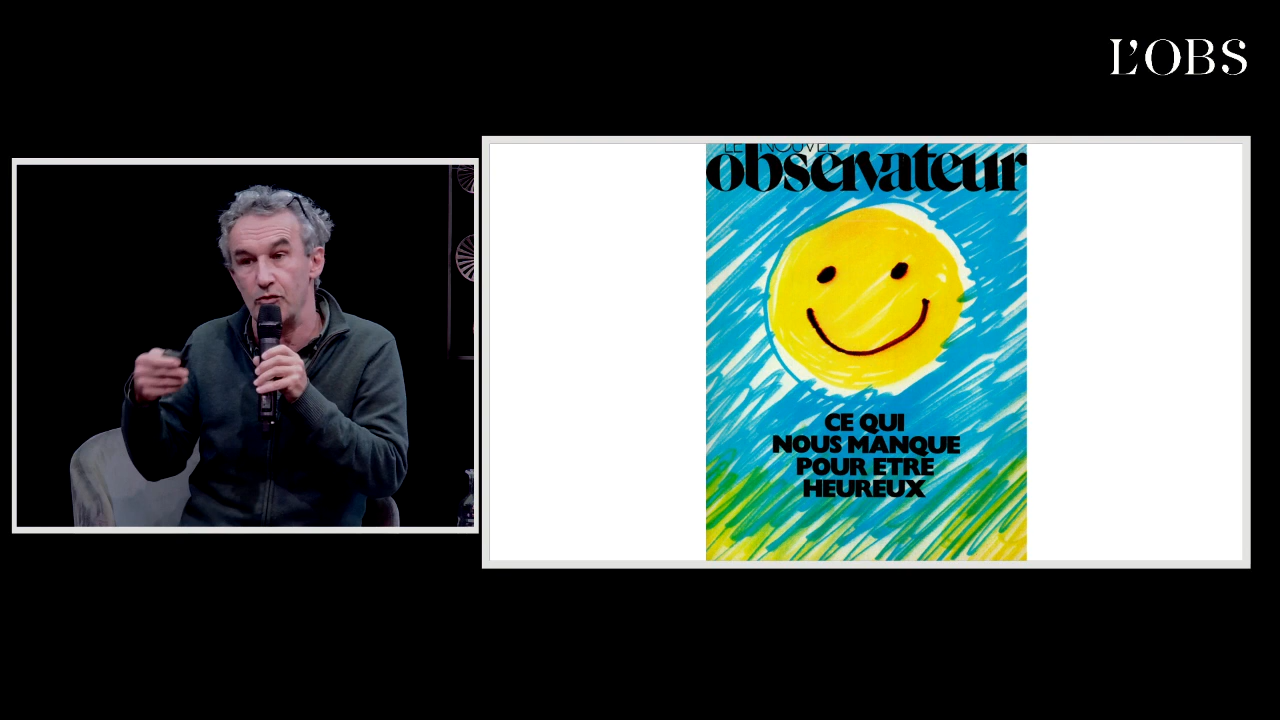 L'OBS
LE NOUVEL
observateur
CE QUI
NOUS MANQUE
POUR ETRE
HEUREUX